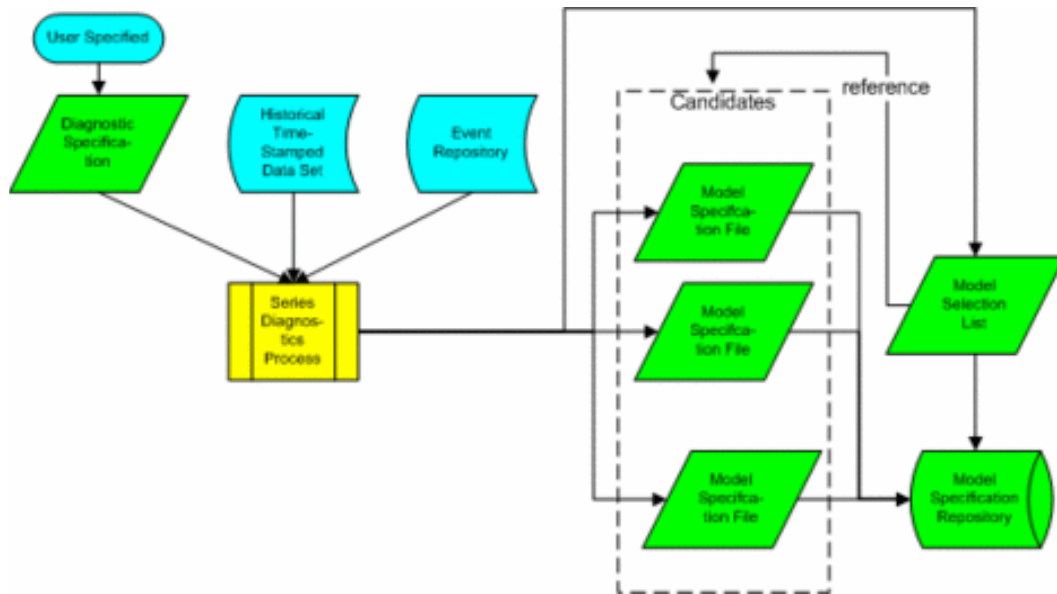 User Specified
Diagnostic
Specifica-
tion
Historical
Time-
Stamped
Data Set
Event
Repository
Series
Diagnos-
tics
Process
reference
Candidates
Model
Specifca-
tion File
Model
Specifca-
tion File
Model
Specifca-
tion File
Model
Selection
List
Model
Specification
Repository